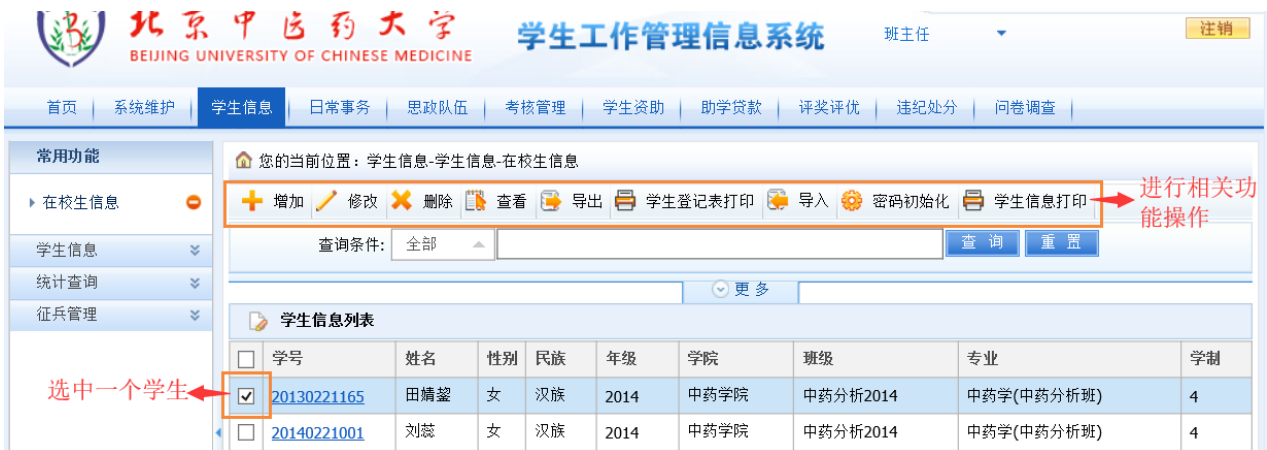 北京中医药大学
BEIJING UNIVERSITY OF CHINESE MEDICINE
学生工作管理信息系统
班主任
注销
首页 系统维护 学生信息 日常事务 思政队伍 考核管理 学生资助 助学贷款 评奖评优 违纪处分 问卷调查
常用功能
您的当前位置：学生信息-学生信息-在校生信息
在校生信息
增加 修改 删除 查看 导出 学生登记表打印 导入 密码初始化 学生信息打印
进行相关功
能操作
学生信息
查询条件: 全部 查 询 重 置
统计查询
更 多
征兵管理
学生信息列表
学号 姓名 性别 民族 年级 学院 班级 专业 学制
选中一个学生
20130221165 田婧鋆 女 汉族 2014 中药学院 中药分析2014 中药学(中药分析班) 4
20140221001 刘蕊 女 汉族 2014 中药学院 中药分析2014 中药学(中药分析班) 4